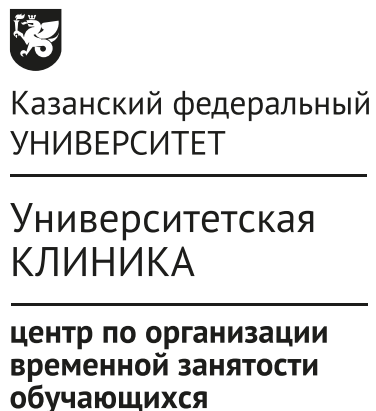 Казанский федеральный
УНИВЕРСИТЕТ
Университетская
КЛИНИКА
центр по организации
временной занятости
обучающихся